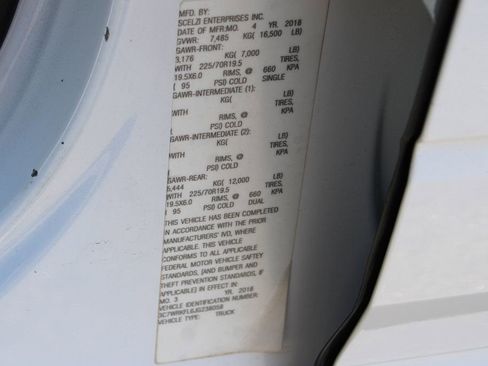 MFD. BY:
SCELZI ENTERPRISES INC.
DATE OF MFR:MO. 4 YR. 2018
GVWR: 7,485 KG( 16,500 LB)
GAWR-FRONT:
3,176 KG( 7,000 LB)
WITH 225/70R19.5 TIRES,
19.5X6.0 RIMS, @ 660 KPA
( 95 PSI) COLD SINGLE
GAWR-INTERMEDIATE (1):
KG( LB)
WITH TIRES,
RIMS, @ KPA
( PSI) COLD
GAWR-INTERMEDIATE (2):
KG( LB)
WITH TIRES,
RIMS, @ KPA
( PSI) COLD
GAWR-REAR:
5,444 KG( 12,000 LB)
WITH 225/70R19.5 TIRES,
19.5X6.0 RIMS, @ 660 KPA
( 95 PSI) COLD DUAL
THIS VEHICLE HAS BEEN COMPLETED
IN ACCORDANCE WITH THE PRIOR
MANUFACTURERS' IVD, WHERE
APPLICABLE. THIS VEHICLE
CONFORMS TO ALL APPLICABLE
FEDERAL MOTOR VEHICLE SAFTEY
STANDARDS, [AND BUMPER AND
THEFT PREVENTION STANDARDS, IF
APPLICABLE] IN EFFECT IN:
MO. 3 YR. 2018
VEHICLE IDENTIFICATION NUMBER:
3C7WRKFL6JG238058
VEHICLE TYPE: TRUCK